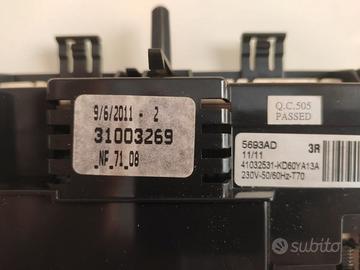 9/6/2011 - 2
31003269
_NF_71_08
Q.C.505
PASSED
5693AD
11/11 3R
41032531-KD60YA13A
230V-50/60Hz-T70
subito